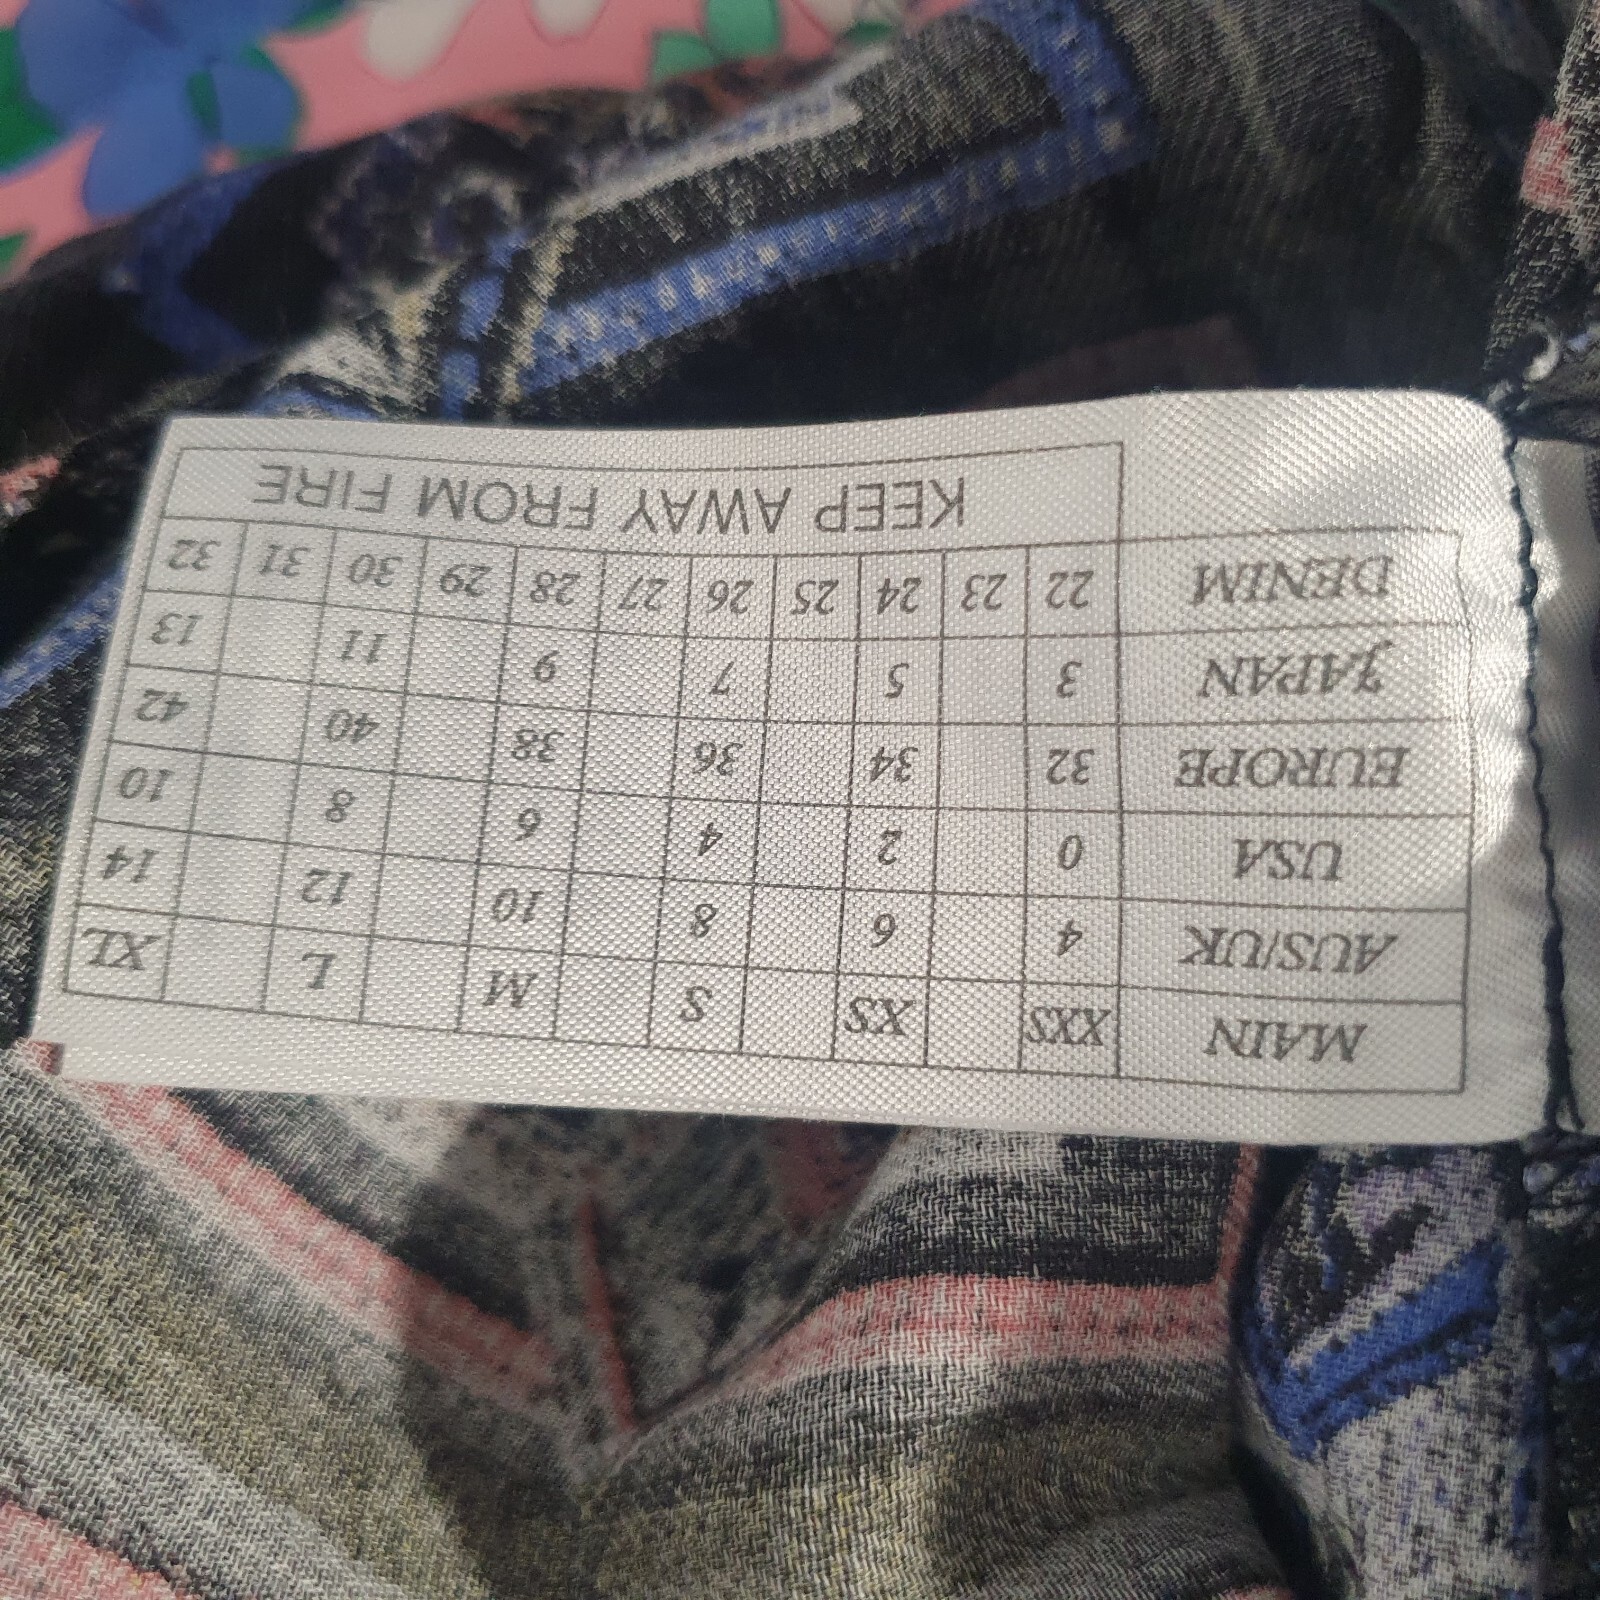 MAIN XXS XS S M L XL
AUS/UK 4 6 8 10 12 14
USA 0 2 4 6 8 10
EUROPE 32 34 36 38 40 42
JAPAN 3 5 7 9 11 13
DENIM 22 23 24 25 26 27 28 29 30 31 32
KEEP AWAY FROM FIRE